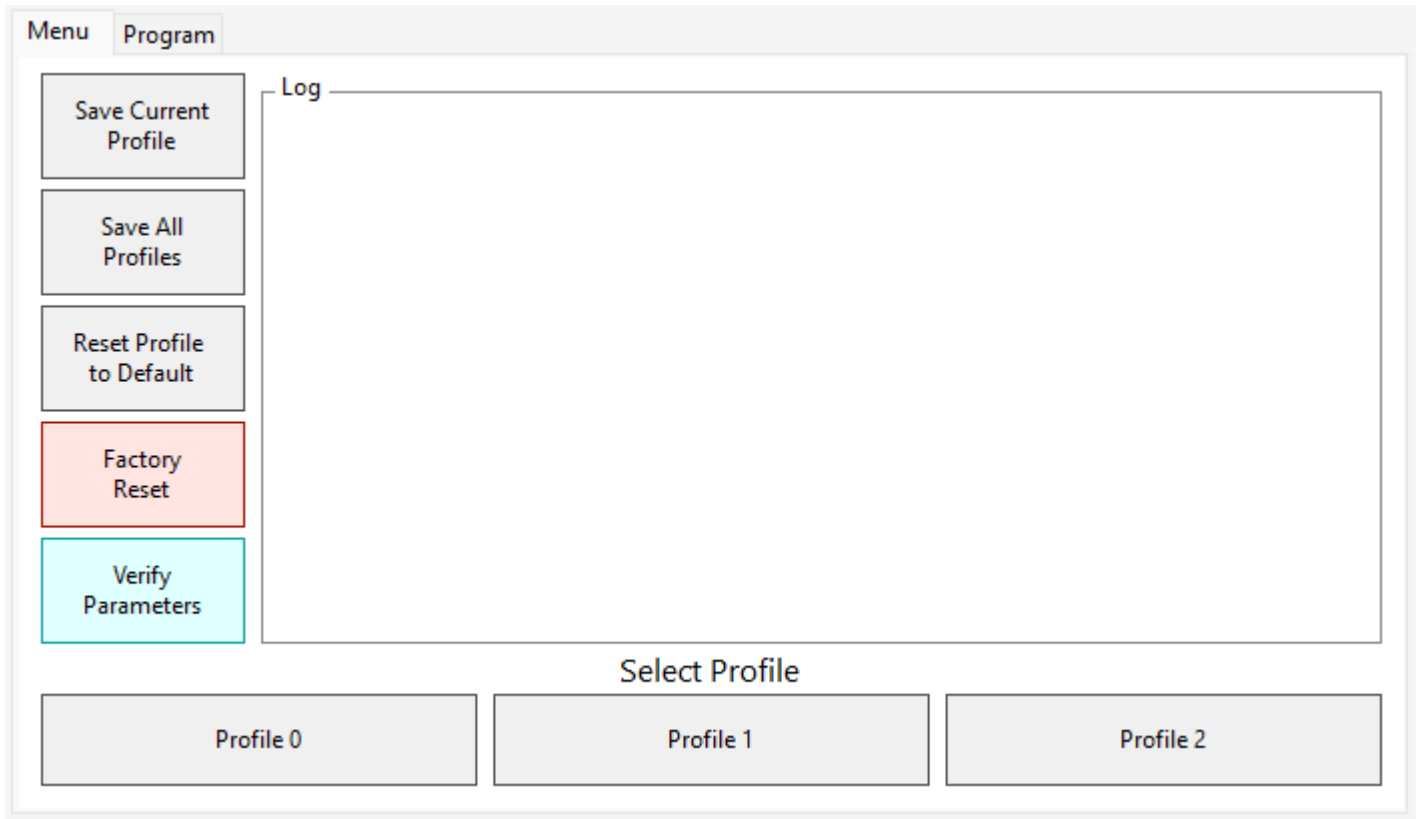 Menu
Program
Save Current
Profile
Log
Save All
Profiles
Reset Profile
to Default
Factory
Reset
Verify
Parameters
Select Profile
Profile 0
Profile 1
Profile 2